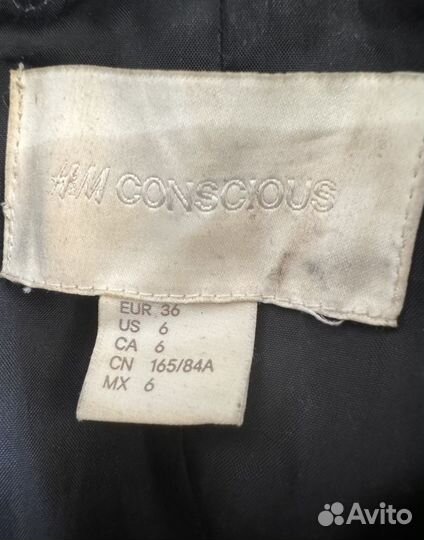 H&M CONSCIOUS
EUR 36
US 6
CA 6
CN 165/84A
MX 6
Avito